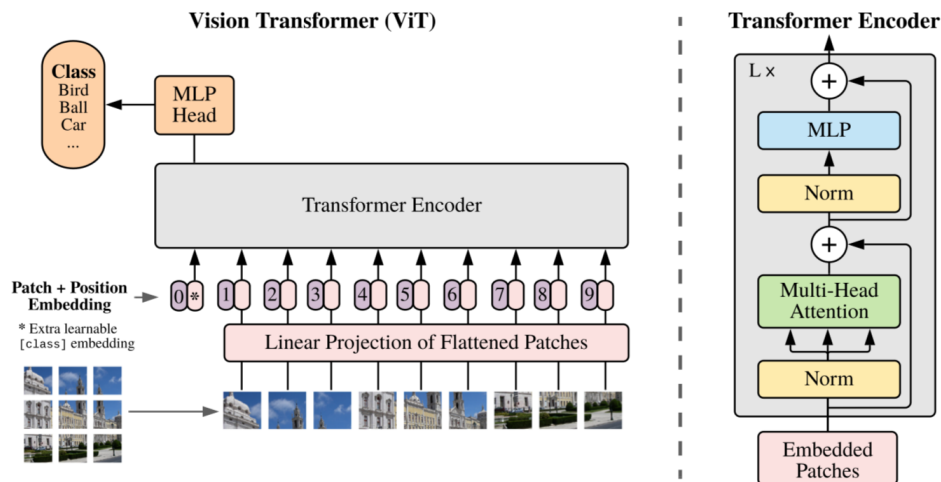 Vision Transformer (ViT)
Class
Bird
Ball
Car
...
MLP
Head
Transformer Encoder
Patch + Position
Embedding
0 * 1 2 3 4 5 6 7 8 9
* Extra learnable
[class] embedding
Linear Projection of Flattened Patches
Transformer Encoder
L ×
+
MLP
Norm
+
Multi-Head
Attention
Norm
Embedded
Patches